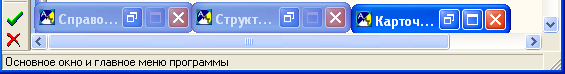 Справо... Структ... Карточ...
Основное окно и главное меню программы